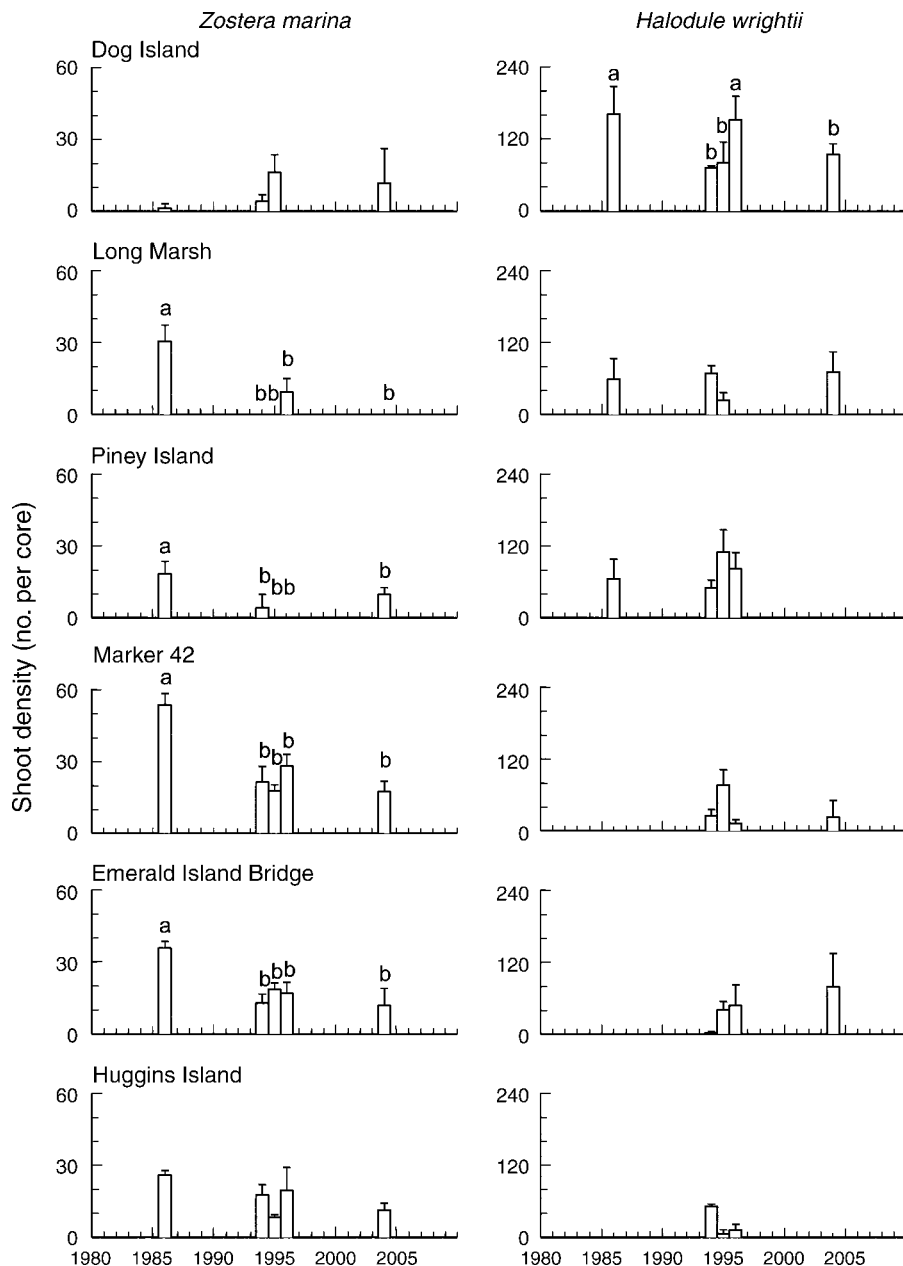 Zostera marina
Halodule wrightii
Shoot density (no. per core)
Dog Island
60
30
0
240
120
0
a
b
b
a
b
Long Marsh
60
30
0
a
bb
b
b
240
120
0
Piney Island
60
30
0
a
b
bb
b
240
120
0
Marker 42
60
30
0
a
b
b
b
b
240
120
0
Emerald Island Bridge
60
30
0
a
b
b
b
b
240
120
0
Huggins Island
60
30
0
240
120
0
1980 1985 1990 1995 2000 2005
1980 1985 1990 1995 2000 2005